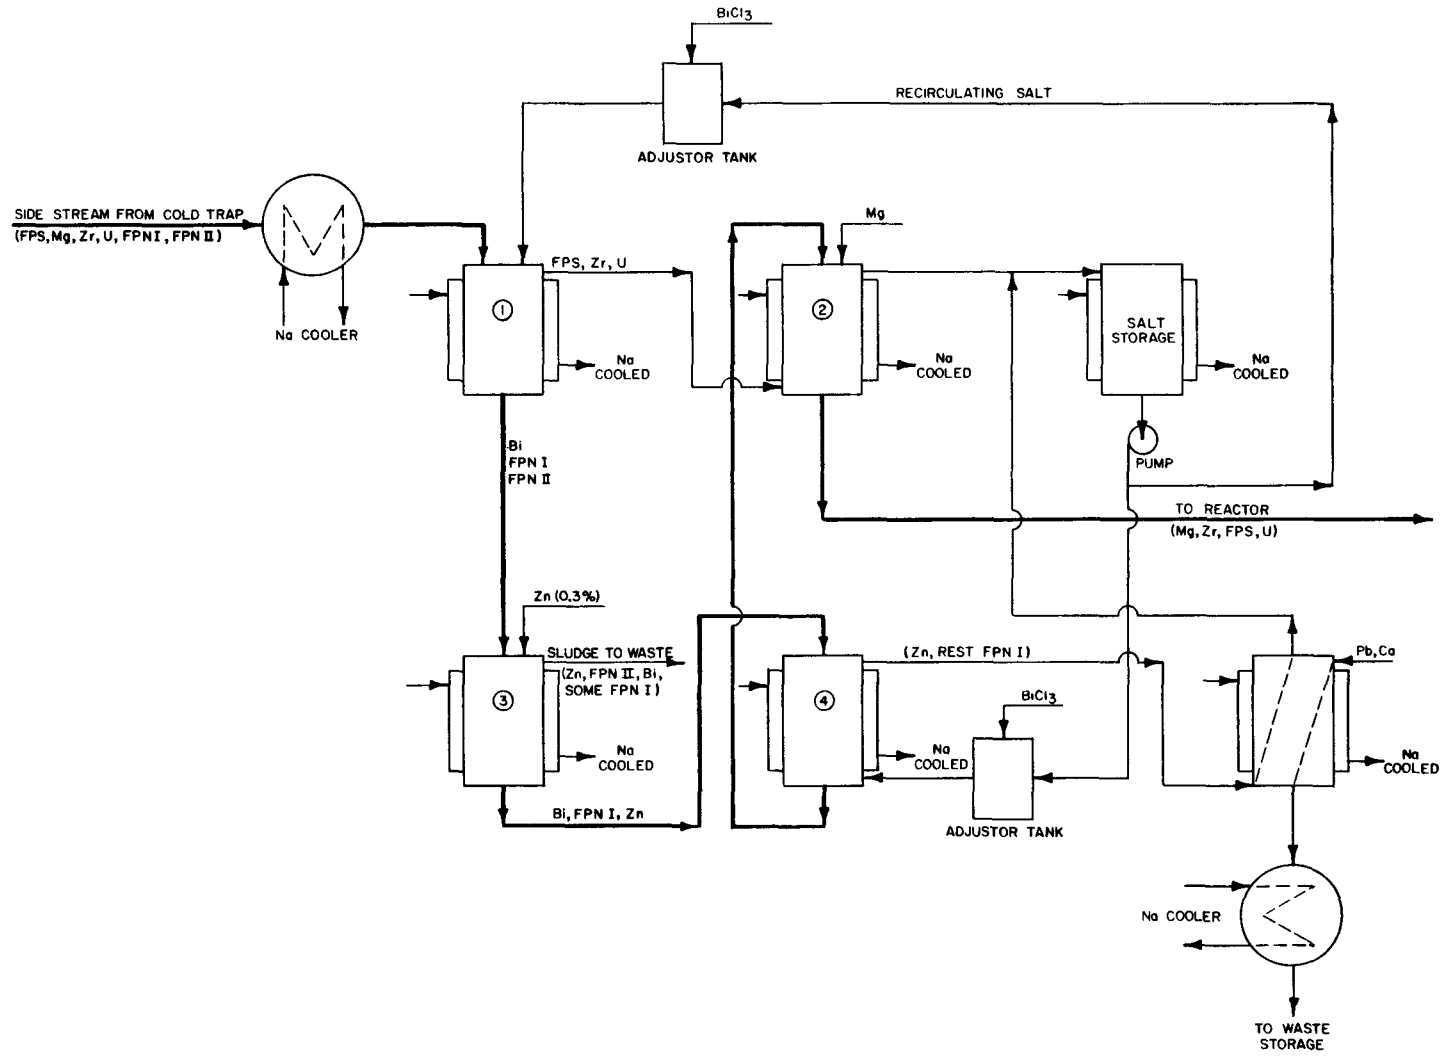 BiCl3
RECIRCULATING SALT
ADJUSTOR TANK
SIDE STREAM FROM COLD TRAP
(FPS, Mg, Zr, U, FPN I, FPN II)
Na COOLER
Mg
FPS, Zr, U
1
2
SALT
STORAGE
Na
COOLED
Na
COOLED
Na
COOLED
Bi
FPN I
FPN II
PUMP
TO REACTOR
(Mg, Zr, FPS, U)
Zn (0.3%)
SLUDGE TO WASTE
(Zn, FPN II, Bi,
SOME FPN I)
(Zn, REST FPN I)
Pb, Ca
3
4
BiCl3
Na
COOLED
Na
COOLED
Na
COOLED
Bi, FPN I, Zn
ADJUSTOR TANK
Na COOLER
TO WASTE
STORAGE